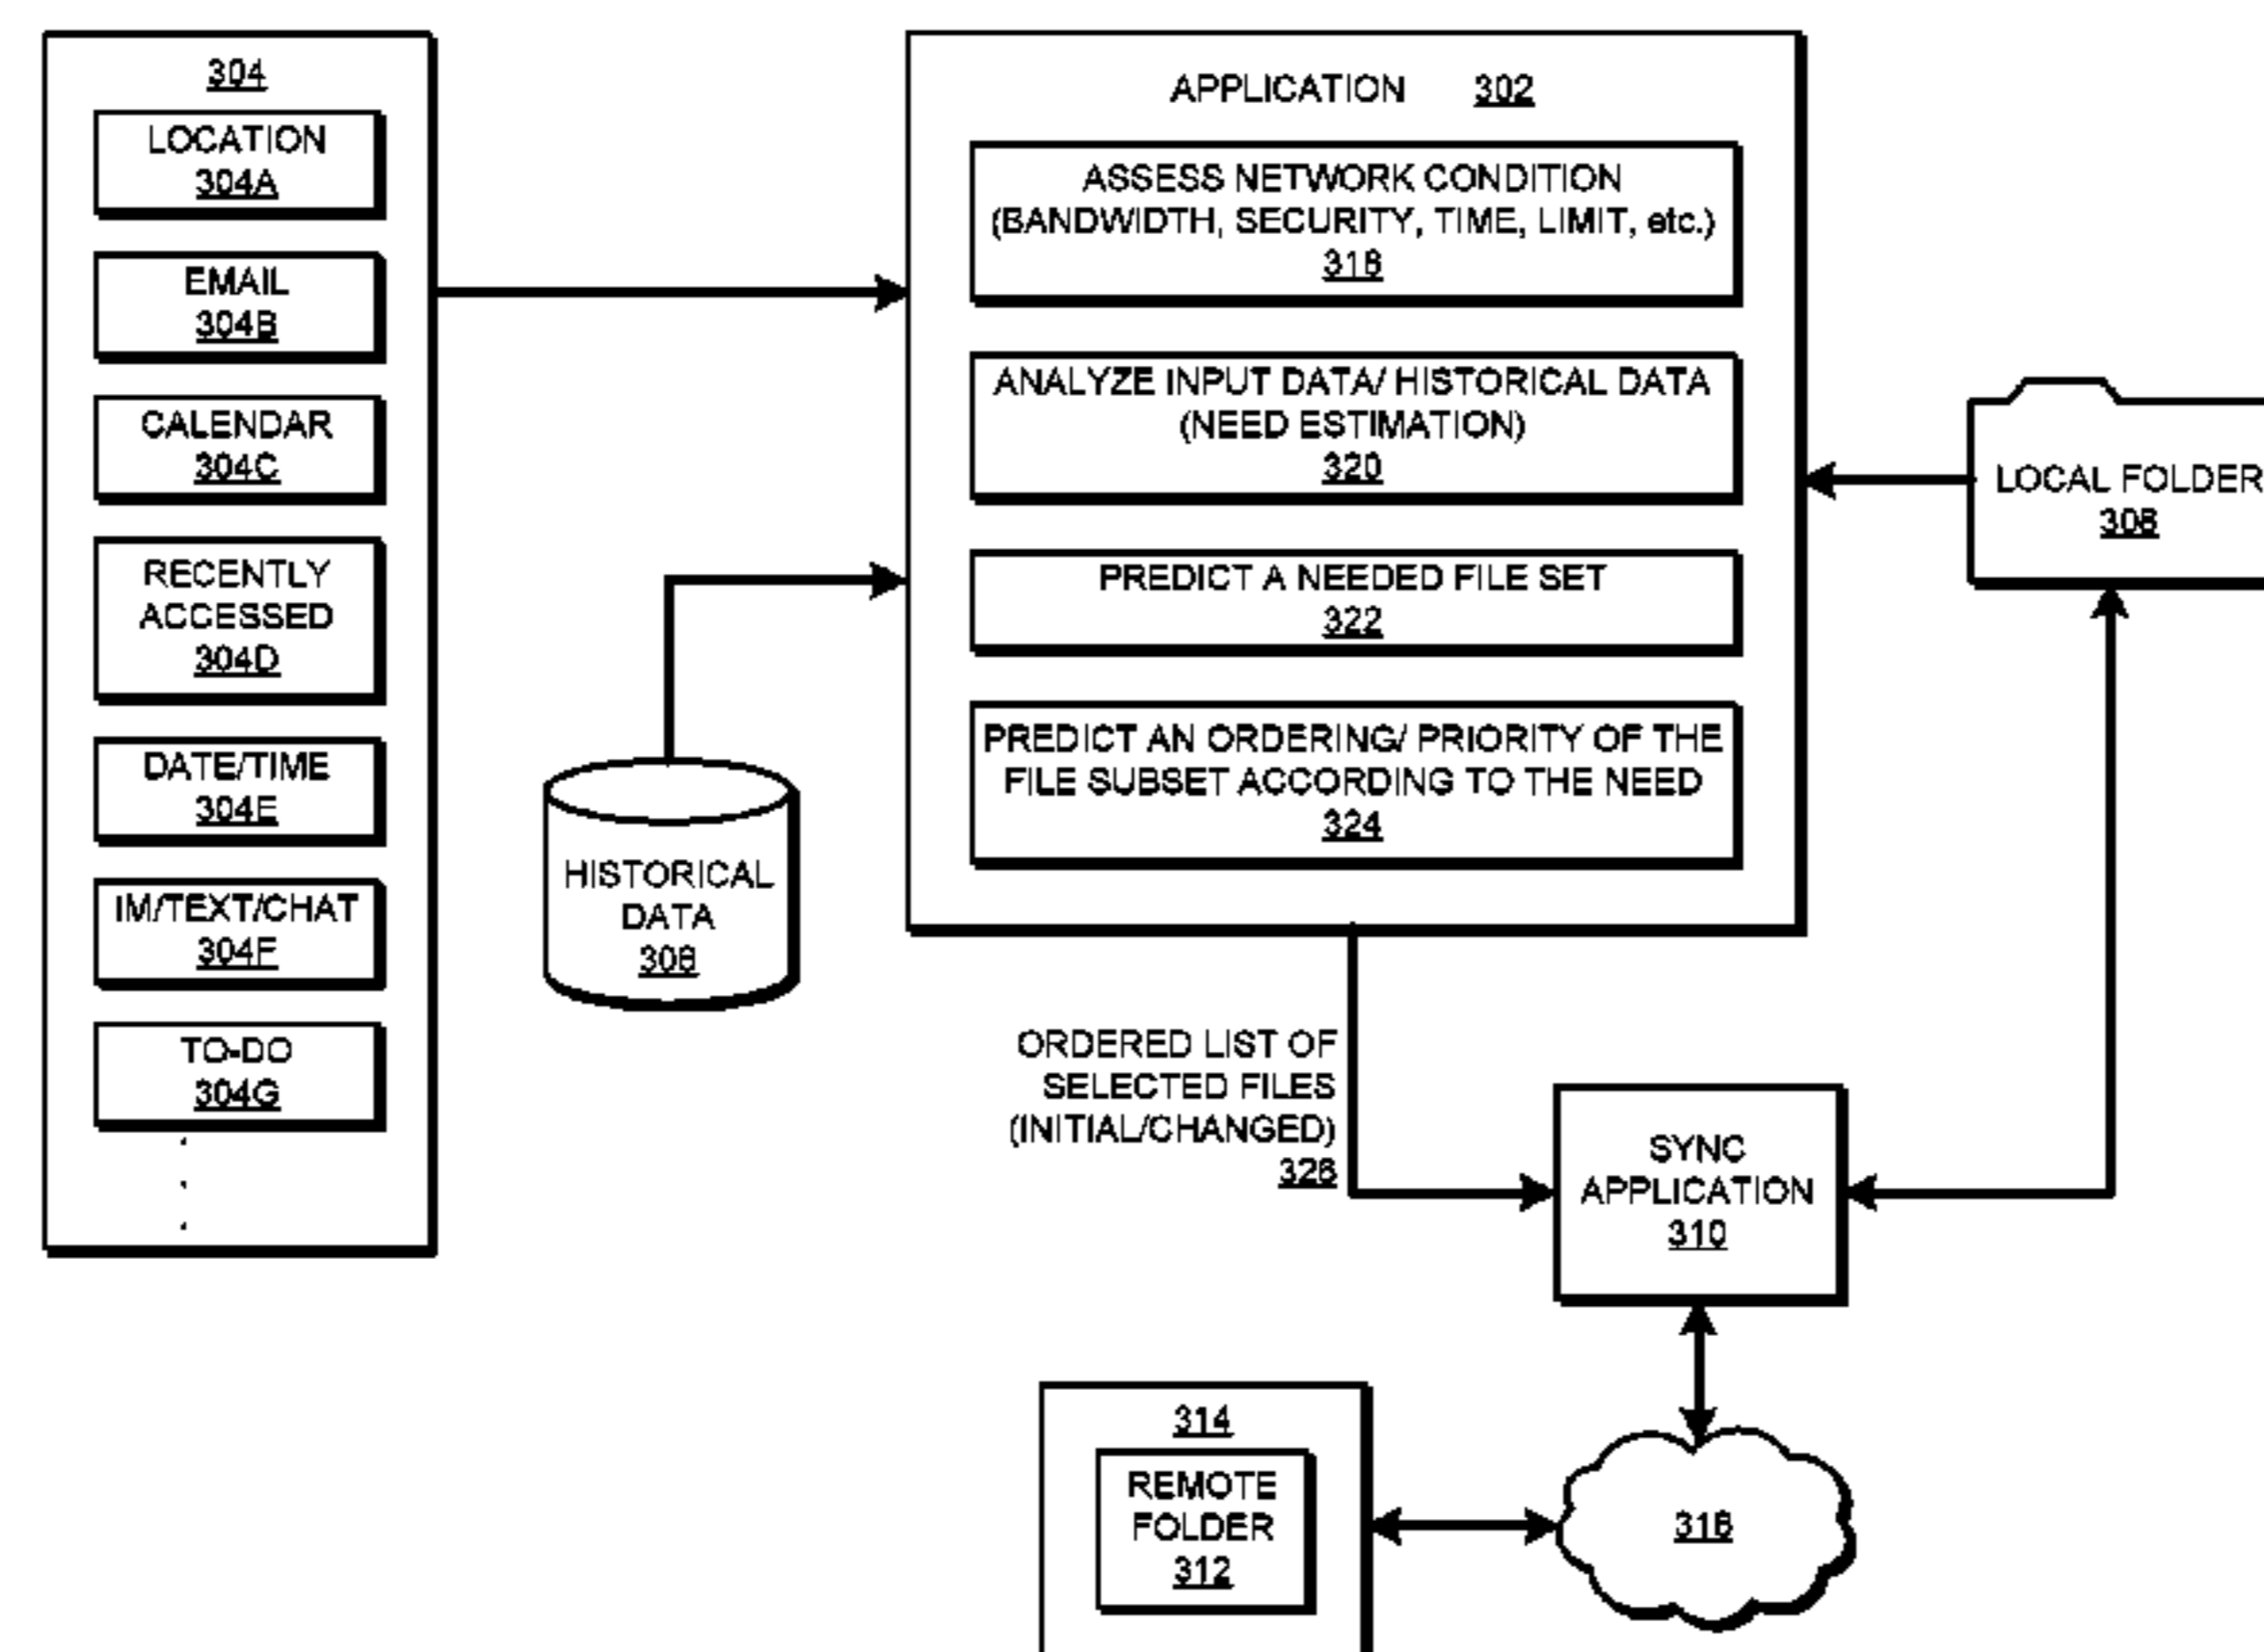 304
LOCATION
304A
EMAIL
304B
CALENDAR
304C
RECENTLY
ACCESSED
304D
DATE/TIME
304E
IM/TEXT/CHAT
304F
TO-DO
304G
APPLICATION 302
ASSESS NETWORK CONDITION
(BANDWIDTH, SECURITY, TIME, LIMIT, etc.)
318
ANALYZE INPUT DATA/ HISTORICAL DATA
(NEED ESTIMATION)
320
PREDICT A NEEDED FILE SET
322
PREDICT AN ORDERING/ PRIORITY OF THE
FILE SUBSET ACCORDING TO THE NEED
324
HISTORICAL
DATA
306
LOCAL FOLDER
308
ORDERED LIST OF
SELECTED FILES
(INITIAL/CHANGED)
326
SYNC
APPLICATION
310
314
REMOTE
FOLDER
312
316